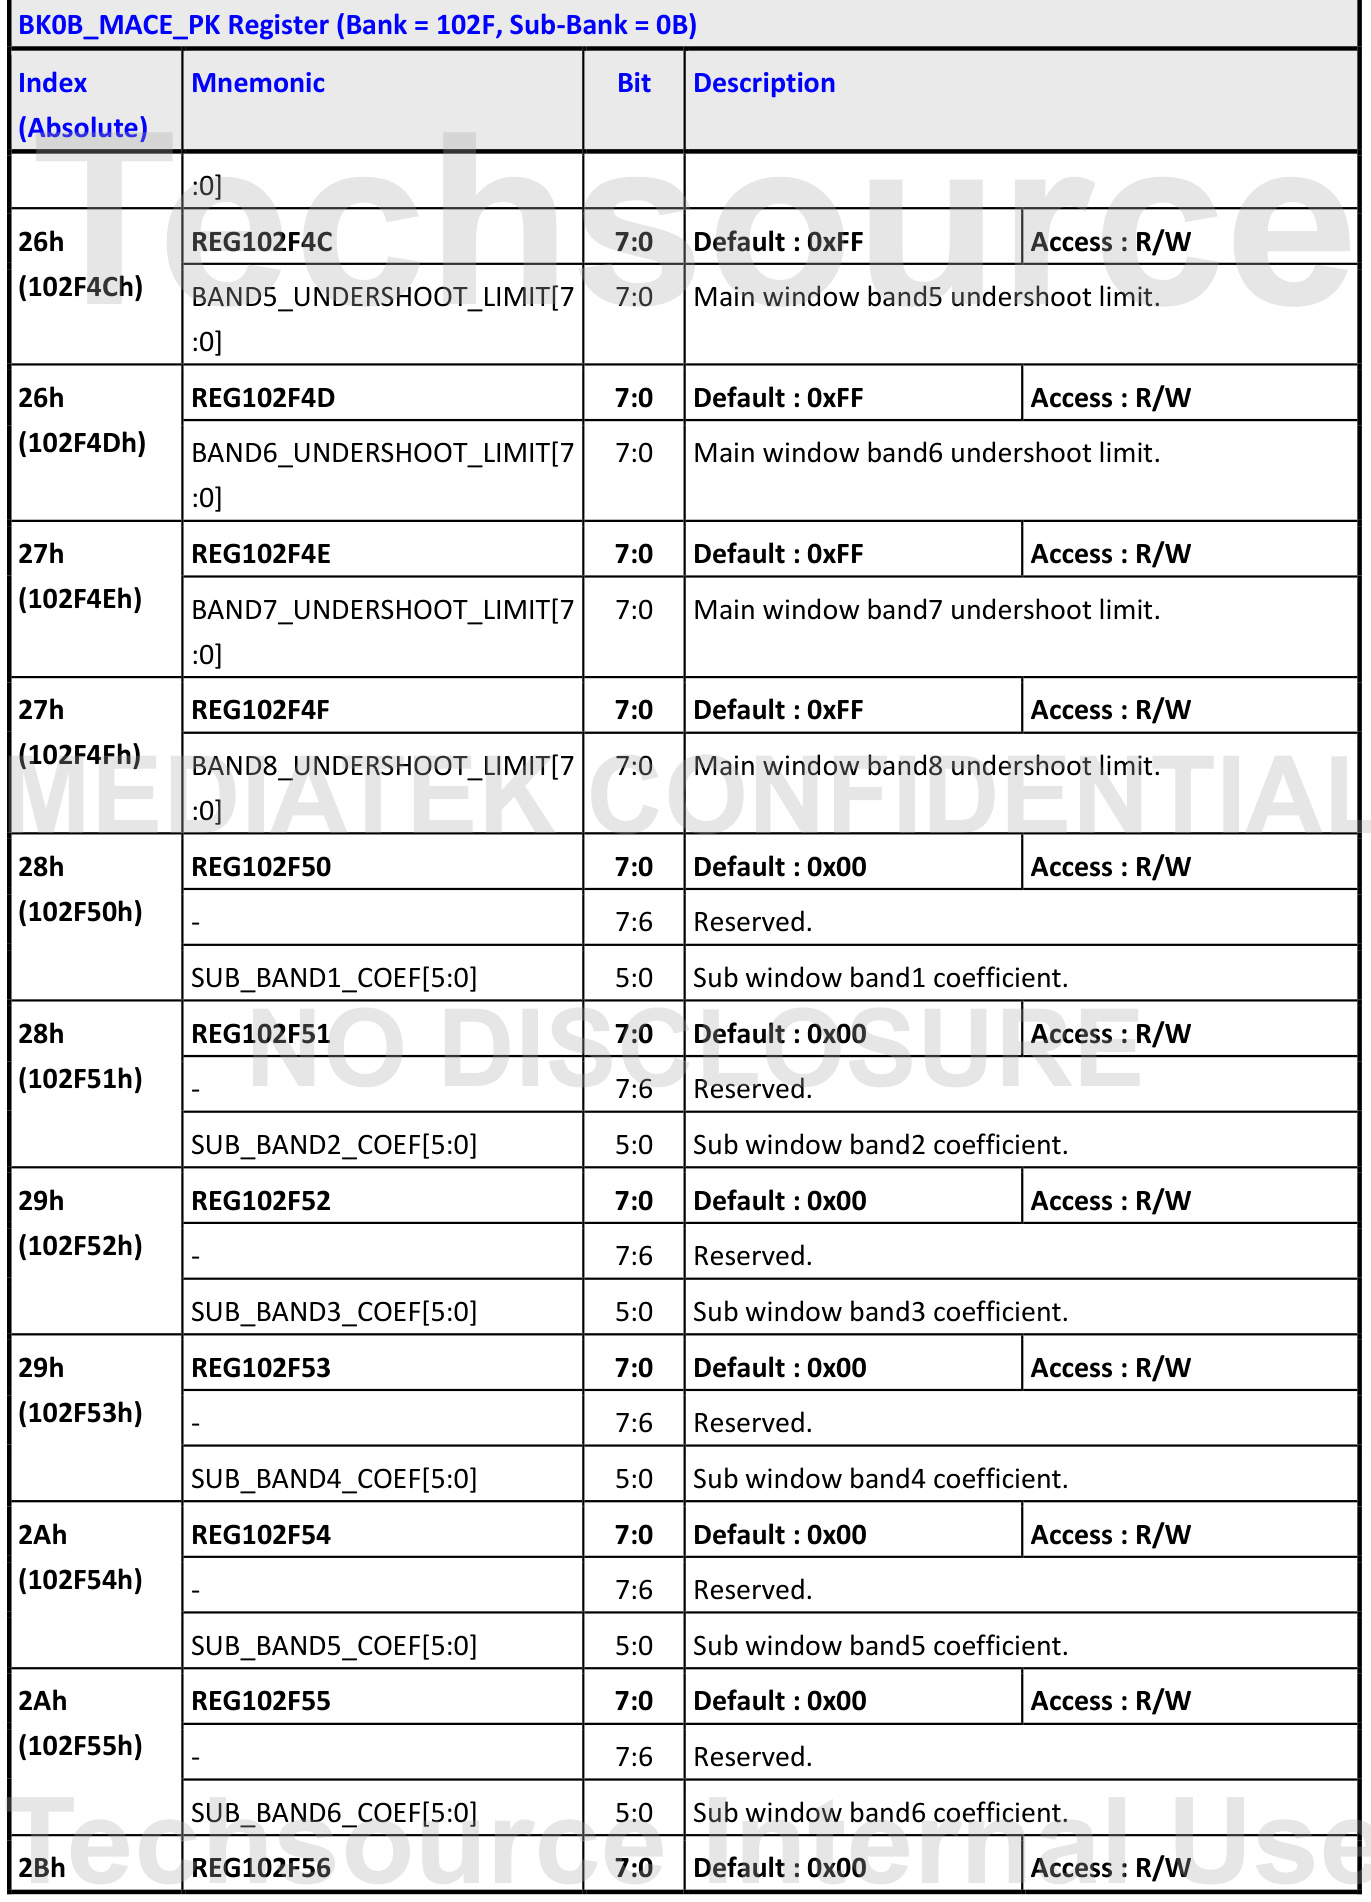 BK0B_MACE_PK Register (Bank = 102F, Sub-Bank = 0B)
Index Mnemonic Bit Description
(Absolute)
:0]
26h REG102F4C 7:0 Default : 0xFF Access : R/W
(102F4Ch) BAND5_UNDERSHOOT_LIMIT[7 7:0 Main window band5 undershoot limit.
:0]
26h REG102F4D 7:0 Default : 0xFF Access : R/W
(102F4Dh) BAND6_UNDERSHOOT_LIMIT[7 7:0 Main window band6 undershoot limit.
:0]
27h REG102F4E 7:0 Default : 0xFF Access : R/W
(102F4Eh) BAND7_UNDERSHOOT_LIMIT[7 7:0 Main window band7 undershoot limit.
:0]
27h REG102F4F 7:0 Default : 0xFF Access : R/W
(102F4Fh) BAND8_UNDERSHOOT_LIMIT[7 7:0 Main window band8 undershoot limit.
:0]
28h REG102F50 7:0 Default : 0x00 Access : R/W
(102F50h) - 7:6 Reserved.
SUB_BAND1_COEF[5:0] 5:0 Sub window band1 coefficient.
28h REG102F51 7:0 Default : 0x00 Access : R/W
(102F51h) - 7:6 Reserved.
SUB_BAND2_COEF[5:0] 5:0 Sub window band2 coefficient.
29h REG102F52 7:0 Default : 0x00 Access : R/W
(102F52h) - 7:6 Reserved.
SUB_BAND3_COEF[5:0] 5:0 Sub window band3 coefficient.
29h REG102F53 7:0 Default : 0x00 Access : R/W
(102F53h) - 7:6 Reserved.
SUB_BAND4_COEF[5:0] 5:0 Sub window band4 coefficient.
2Ah REG102F54 7:0 Default : 0x00 Access : R/W
(102F54h) - 7:6 Reserved.
SUB_BAND5_COEF[5:0] 5:0 Sub window band5 coefficient.
2Ah REG102F55 7:0 Default : 0x00 Access : R/W
(102F55h) - 7:6 Reserved.
SUB_BAND6_COEF[5:0] 5:0 Sub window band6 coefficient.
2Bh REG102F56 7:0 Default : 0x00 Access : R/W
Techsource
MEDIATEK CONFIDENTIAL
NO DISCLOSURE
Techsource Internal Use